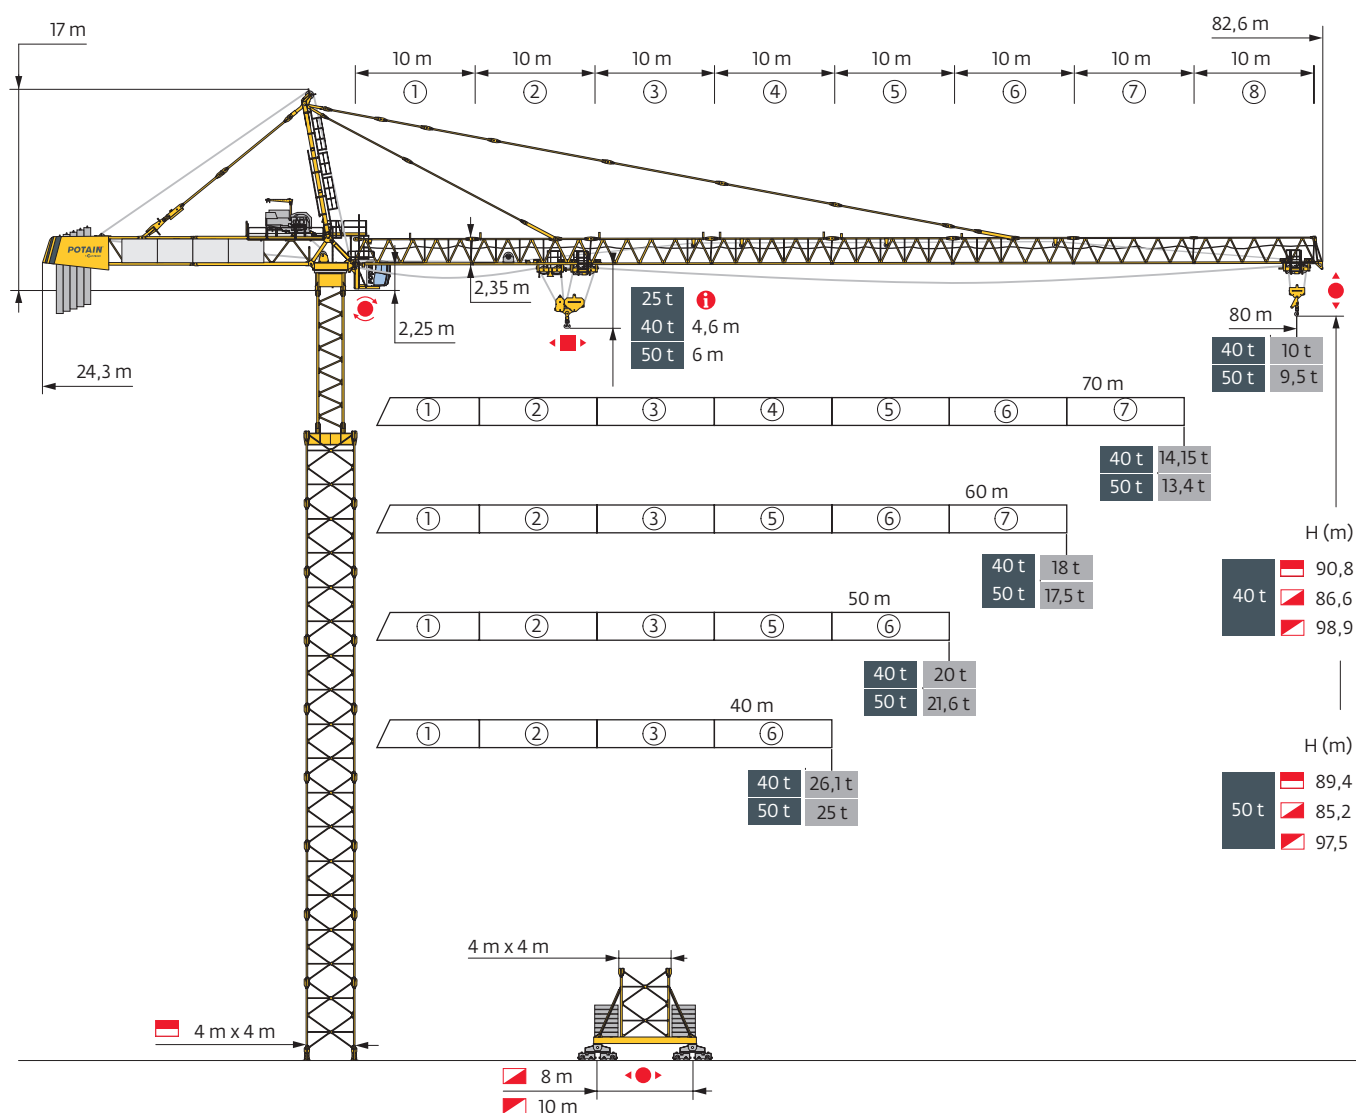 17 m
82,6 m
10 m 10 m 10 m 10 m 10 m 10 m 10 m 10 m
① ② ③ ④ ⑤ ⑥ ⑦ ⑧
POTAIN
2,35 m
2,25 m
24,3 m
25 t
40 t 4,6 m
50 t 6 m
80 m
40 t 10 t
50 t 9,5 t
70 m
① ② ③ ④ ⑤ ⑥ ⑦
40 t 14,15 t
50 t 13,4 t
60 m
① ② ③ ⑤ ⑥ ⑦
40 t 18 t
50 t 17,5 t
50 m
① ② ③ ⑤ ⑥
40 t 20 t
50 t 21,6 t
40 m
① ② ③ ⑥
40 t 26,1 t
50 t 25 t
H (m)
90,8
40 t 86,6
98,9
H (m)
89,4
50 t 85,2
97,5
4 m x 4 m
4 m x 4 m
8 m
10 m